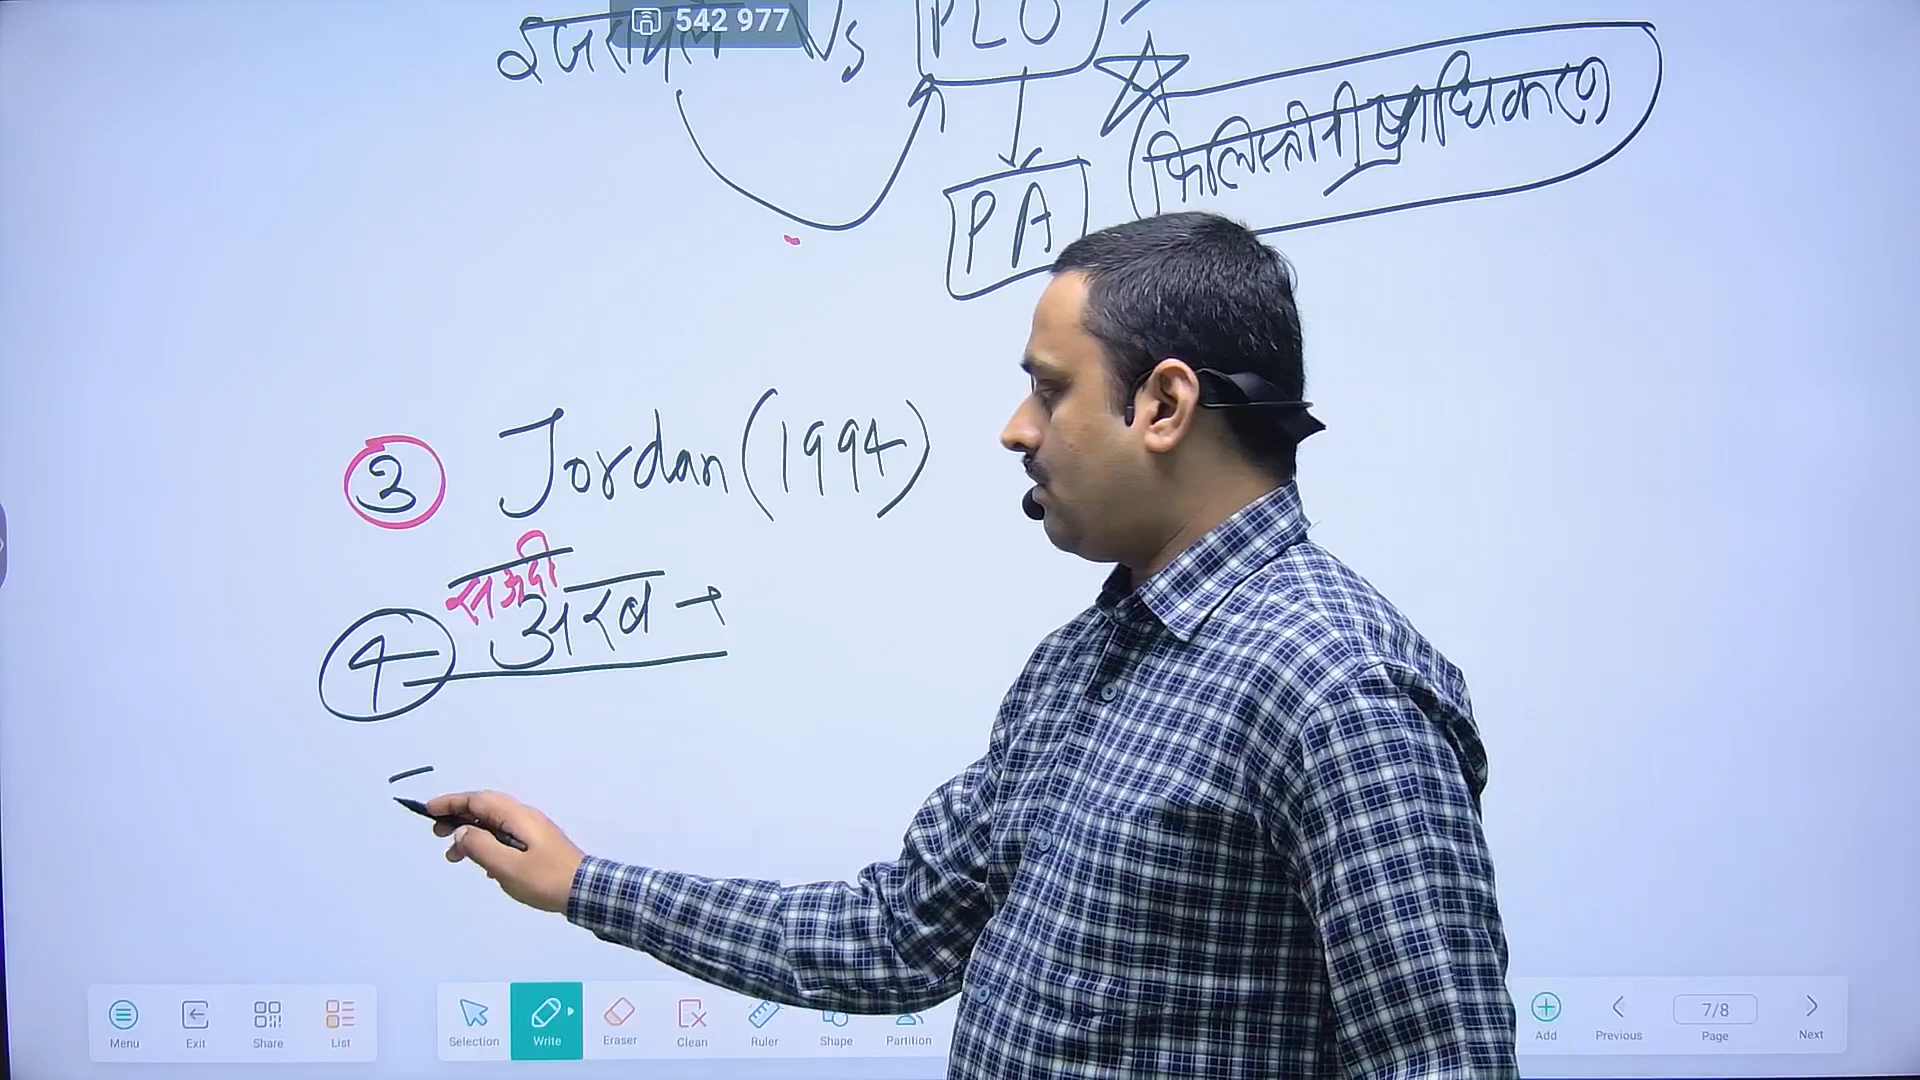 542 977
इजरायल Vs PLO
फिलिस्तीनी प्राधिकरण
PA
3 Jordan (1994)
सऊदी
4 अरब →
Menu Exit Share List Selection Write Eraser Clean Ruler Shape Partition Add Previous 7/8 Page Next